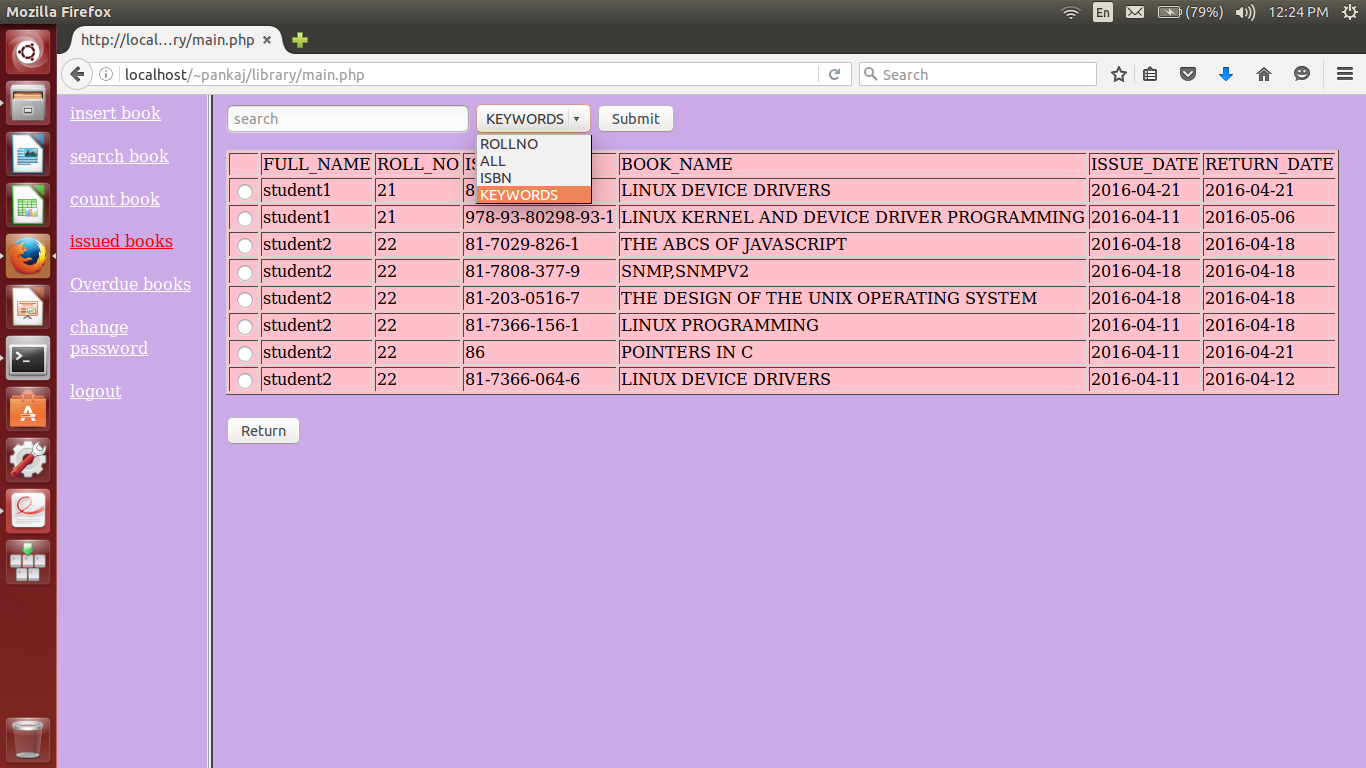 Mozilla Firefox En (79%) 12:24 PM
http://local...ry/main.php
localhost/~pankaj/library/main.php Search
insert book
search book
count book
issued books
Overdue books
change
password
logout
search KEYWORDS Submit
ROLLNO
ALL
ISBN
KEYWORDS
FULL_NAME ROLL_NO BOOK_NAME ISSUE_DATE RETURN_DATE
student1 21 LINUX DEVICE DRIVERS 2016-04-21 2016-04-21
student1 21 978-93-80298-93-1 LINUX KERNEL AND DEVICE DRIVER PROGRAMMING 2016-04-11 2016-05-06
student2 22 81-7029-826-1 THE ABCS OF JAVASCRIPT 2016-04-18 2016-04-18
student2 22 81-7808-377-9 SNMP,SNMPV2 2016-04-18 2016-04-18
student2 22 81-203-0516-7 THE DESIGN OF THE UNIX OPERATING SYSTEM 2016-04-18 2016-04-18
student2 22 81-7366-156-1 LINUX PROGRAMMING 2016-04-11 2016-04-18
student2 22 86 POINTERS IN C 2016-04-11 2016-04-21
student2 22 81-7366-064-6 LINUX DEVICE DRIVERS 2016-04-11 2016-04-12
Return